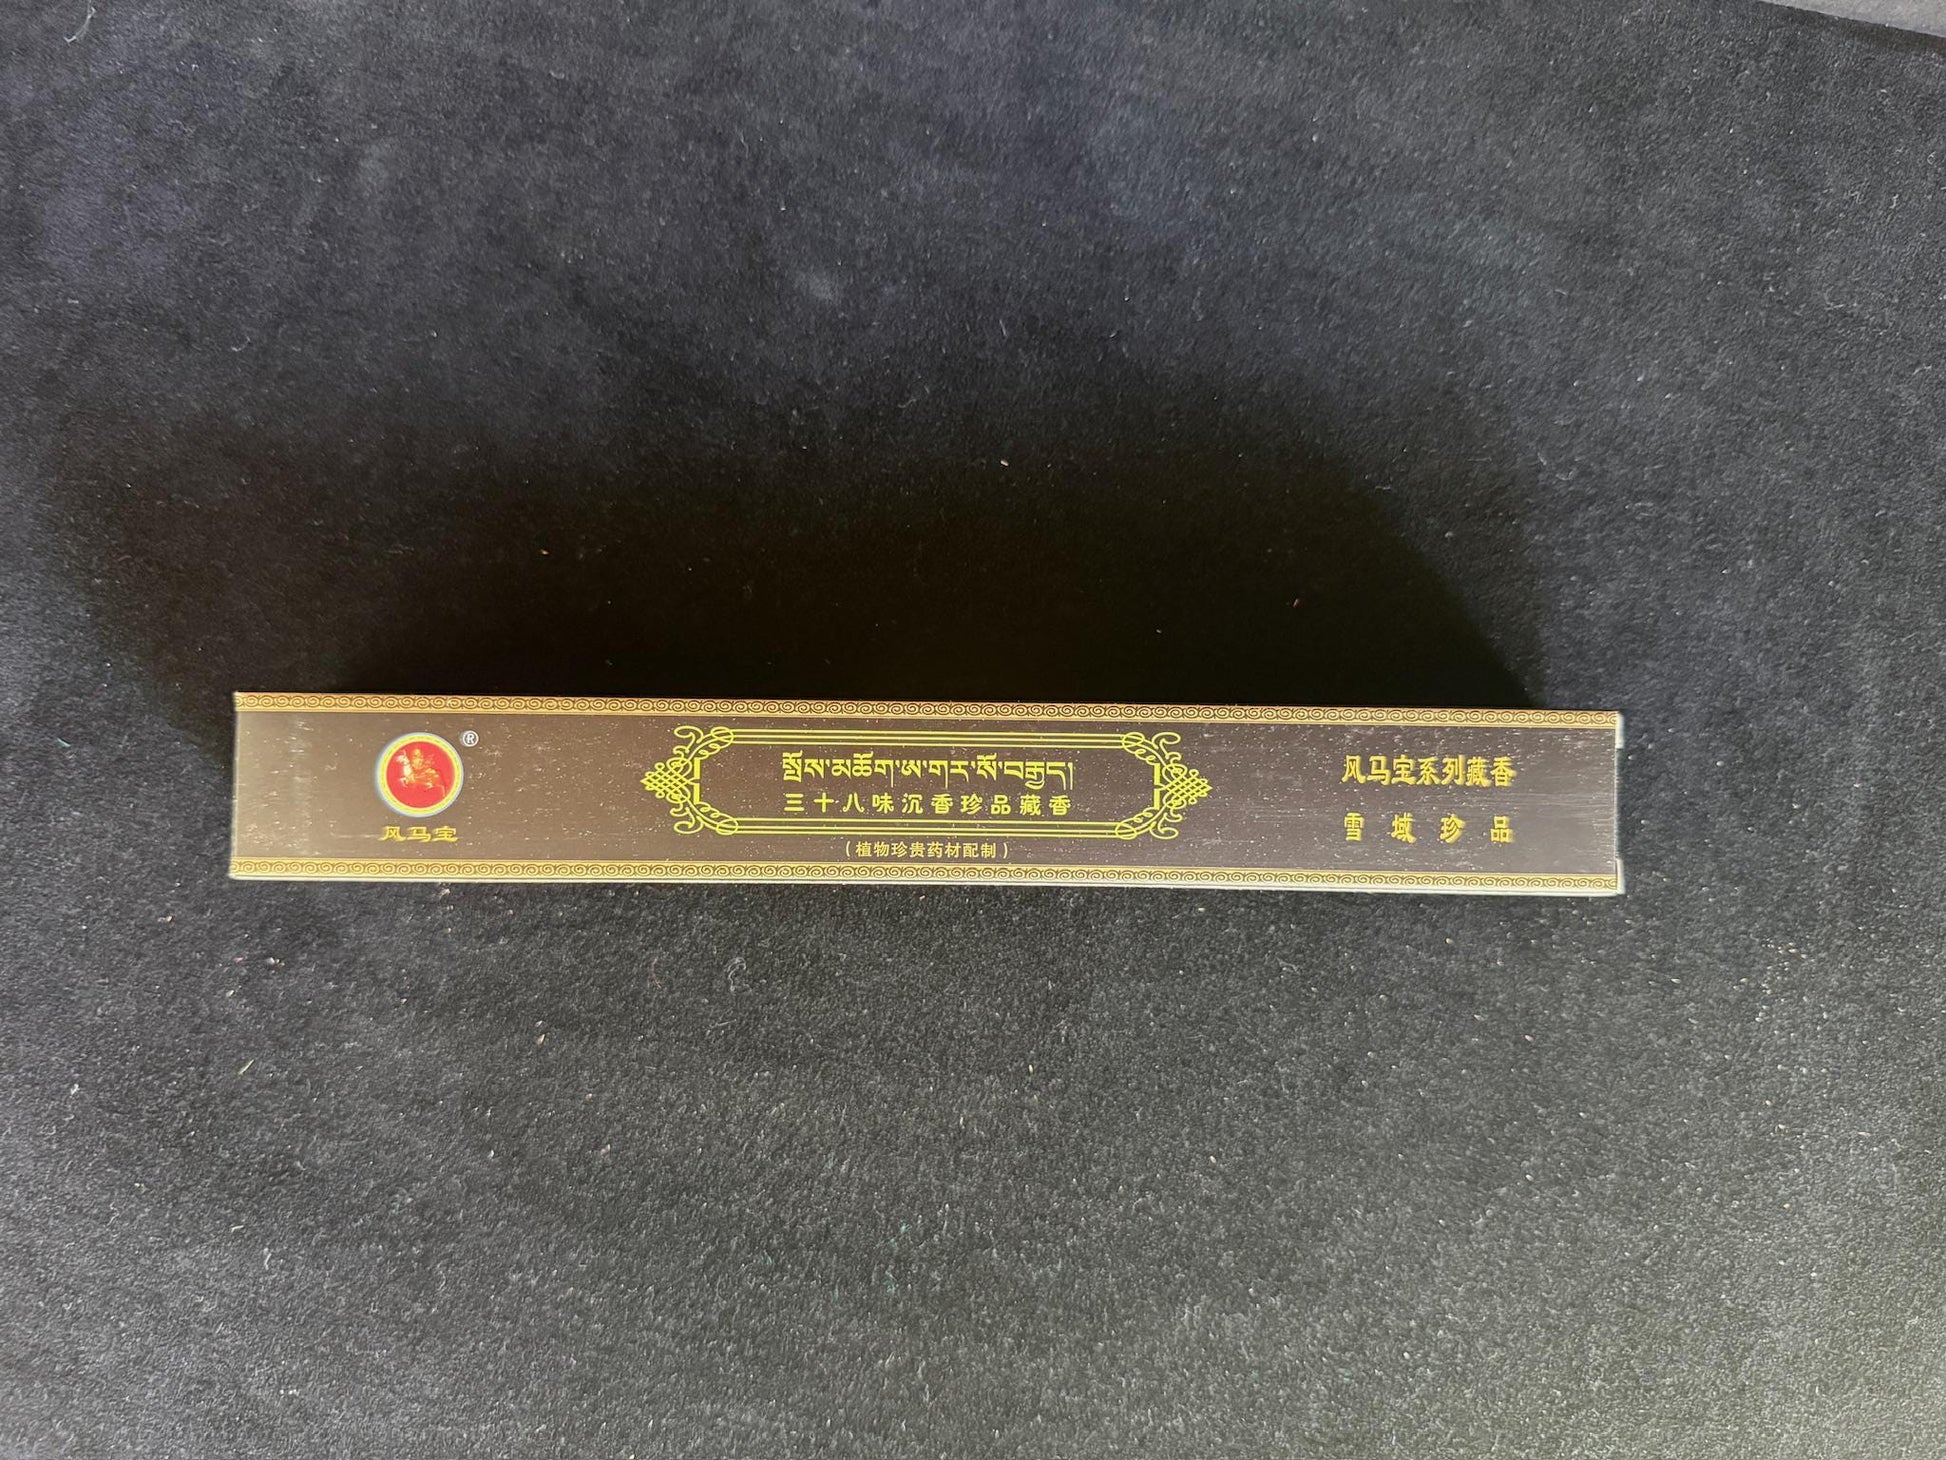 ®
风马宝
སྤོས་མཆོག་ཨ་གར་སོ་བརྒྱད།
三十八味沉香珍品藏香
（植物珍贵药材配制）
风马宝系列藏香
雪域珍品